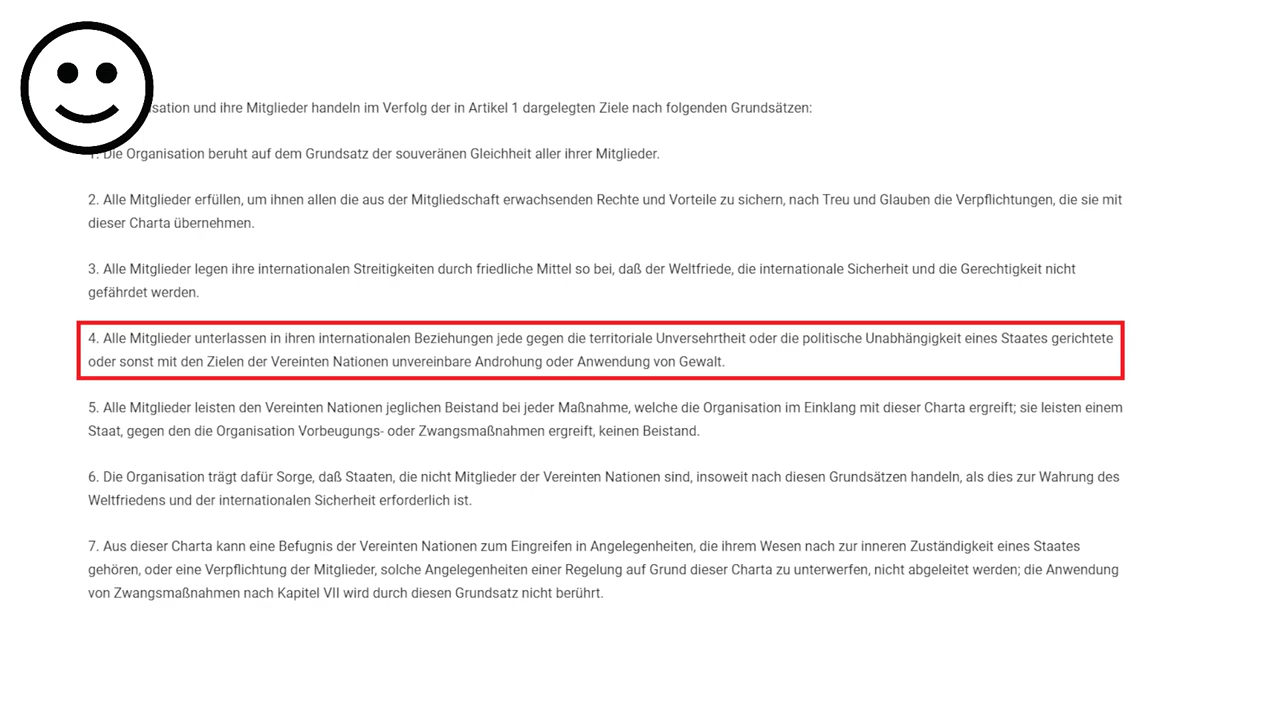 sation und ihre Mitglieder handeln im Verfolg der in Artikel 1 dargelegten Ziele nach folgenden Grundsätzen:
1. Die Organisation beruht auf dem Grundsatz der souveränen Gleichheit aller ihrer Mitglieder.
2. Alle Mitglieder erfüllen, um ihnen allen die aus der Mitgliedschaft erwachsenden Rechte und Vorteile zu sichern, nach Treu und Glauben die Verpflichtungen, die sie mit
dieser Charta übernehmen.
3. Alle Mitglieder legen ihre internationalen Streitigkeiten durch friedliche Mittel so bei, daß der Weltfriede, die internationale Sicherheit und die Gerechtigkeit nicht
gefährdet werden.
4. Alle Mitglieder unterlassen in ihren internationalen Beziehungen jede gegen die territoriale Unversehrtheit oder die politische Unabhängigkeit eines Staates gerichtete
oder sonst mit den Zielen der Vereinten Nationen unvereinbare Androhung oder Anwendung von Gewalt.
5. Alle Mitglieder leisten den Vereinten Nationen jeglichen Beistand bei jeder Maßnahme, welche die Organisation im Einklang mit dieser Charta ergreift; sie leisten einem
Staat, gegen den die Organisation Vorbeugungs- oder Zwangsmaßnahmen ergreift, keinen Beistand.
6. Die Organisation trägt dafür Sorge, daß Staaten, die nicht Mitglieder der Vereinten Nationen sind, insoweit nach diesen Grundsätzen handeln, als dies zur Wahrung des
Weltfriedens und der internationalen Sicherheit erforderlich ist.
7. Aus dieser Charta kann eine Befugnis der Vereinten Nationen zum Eingreifen in Angelegenheiten, die ihrem Wesen nach zur inneren Zuständigkeit eines Staates
gehören, oder eine Verpflichtung der Mitglieder, solche Angelegenheiten einer Regelung auf Grund dieser Charta zu unterwerfen, nicht abgeleitet werden; die Anwendung
von Zwangsmaßnahmen nach Kapitel VII wird durch diesen Grundsatz nicht berührt.